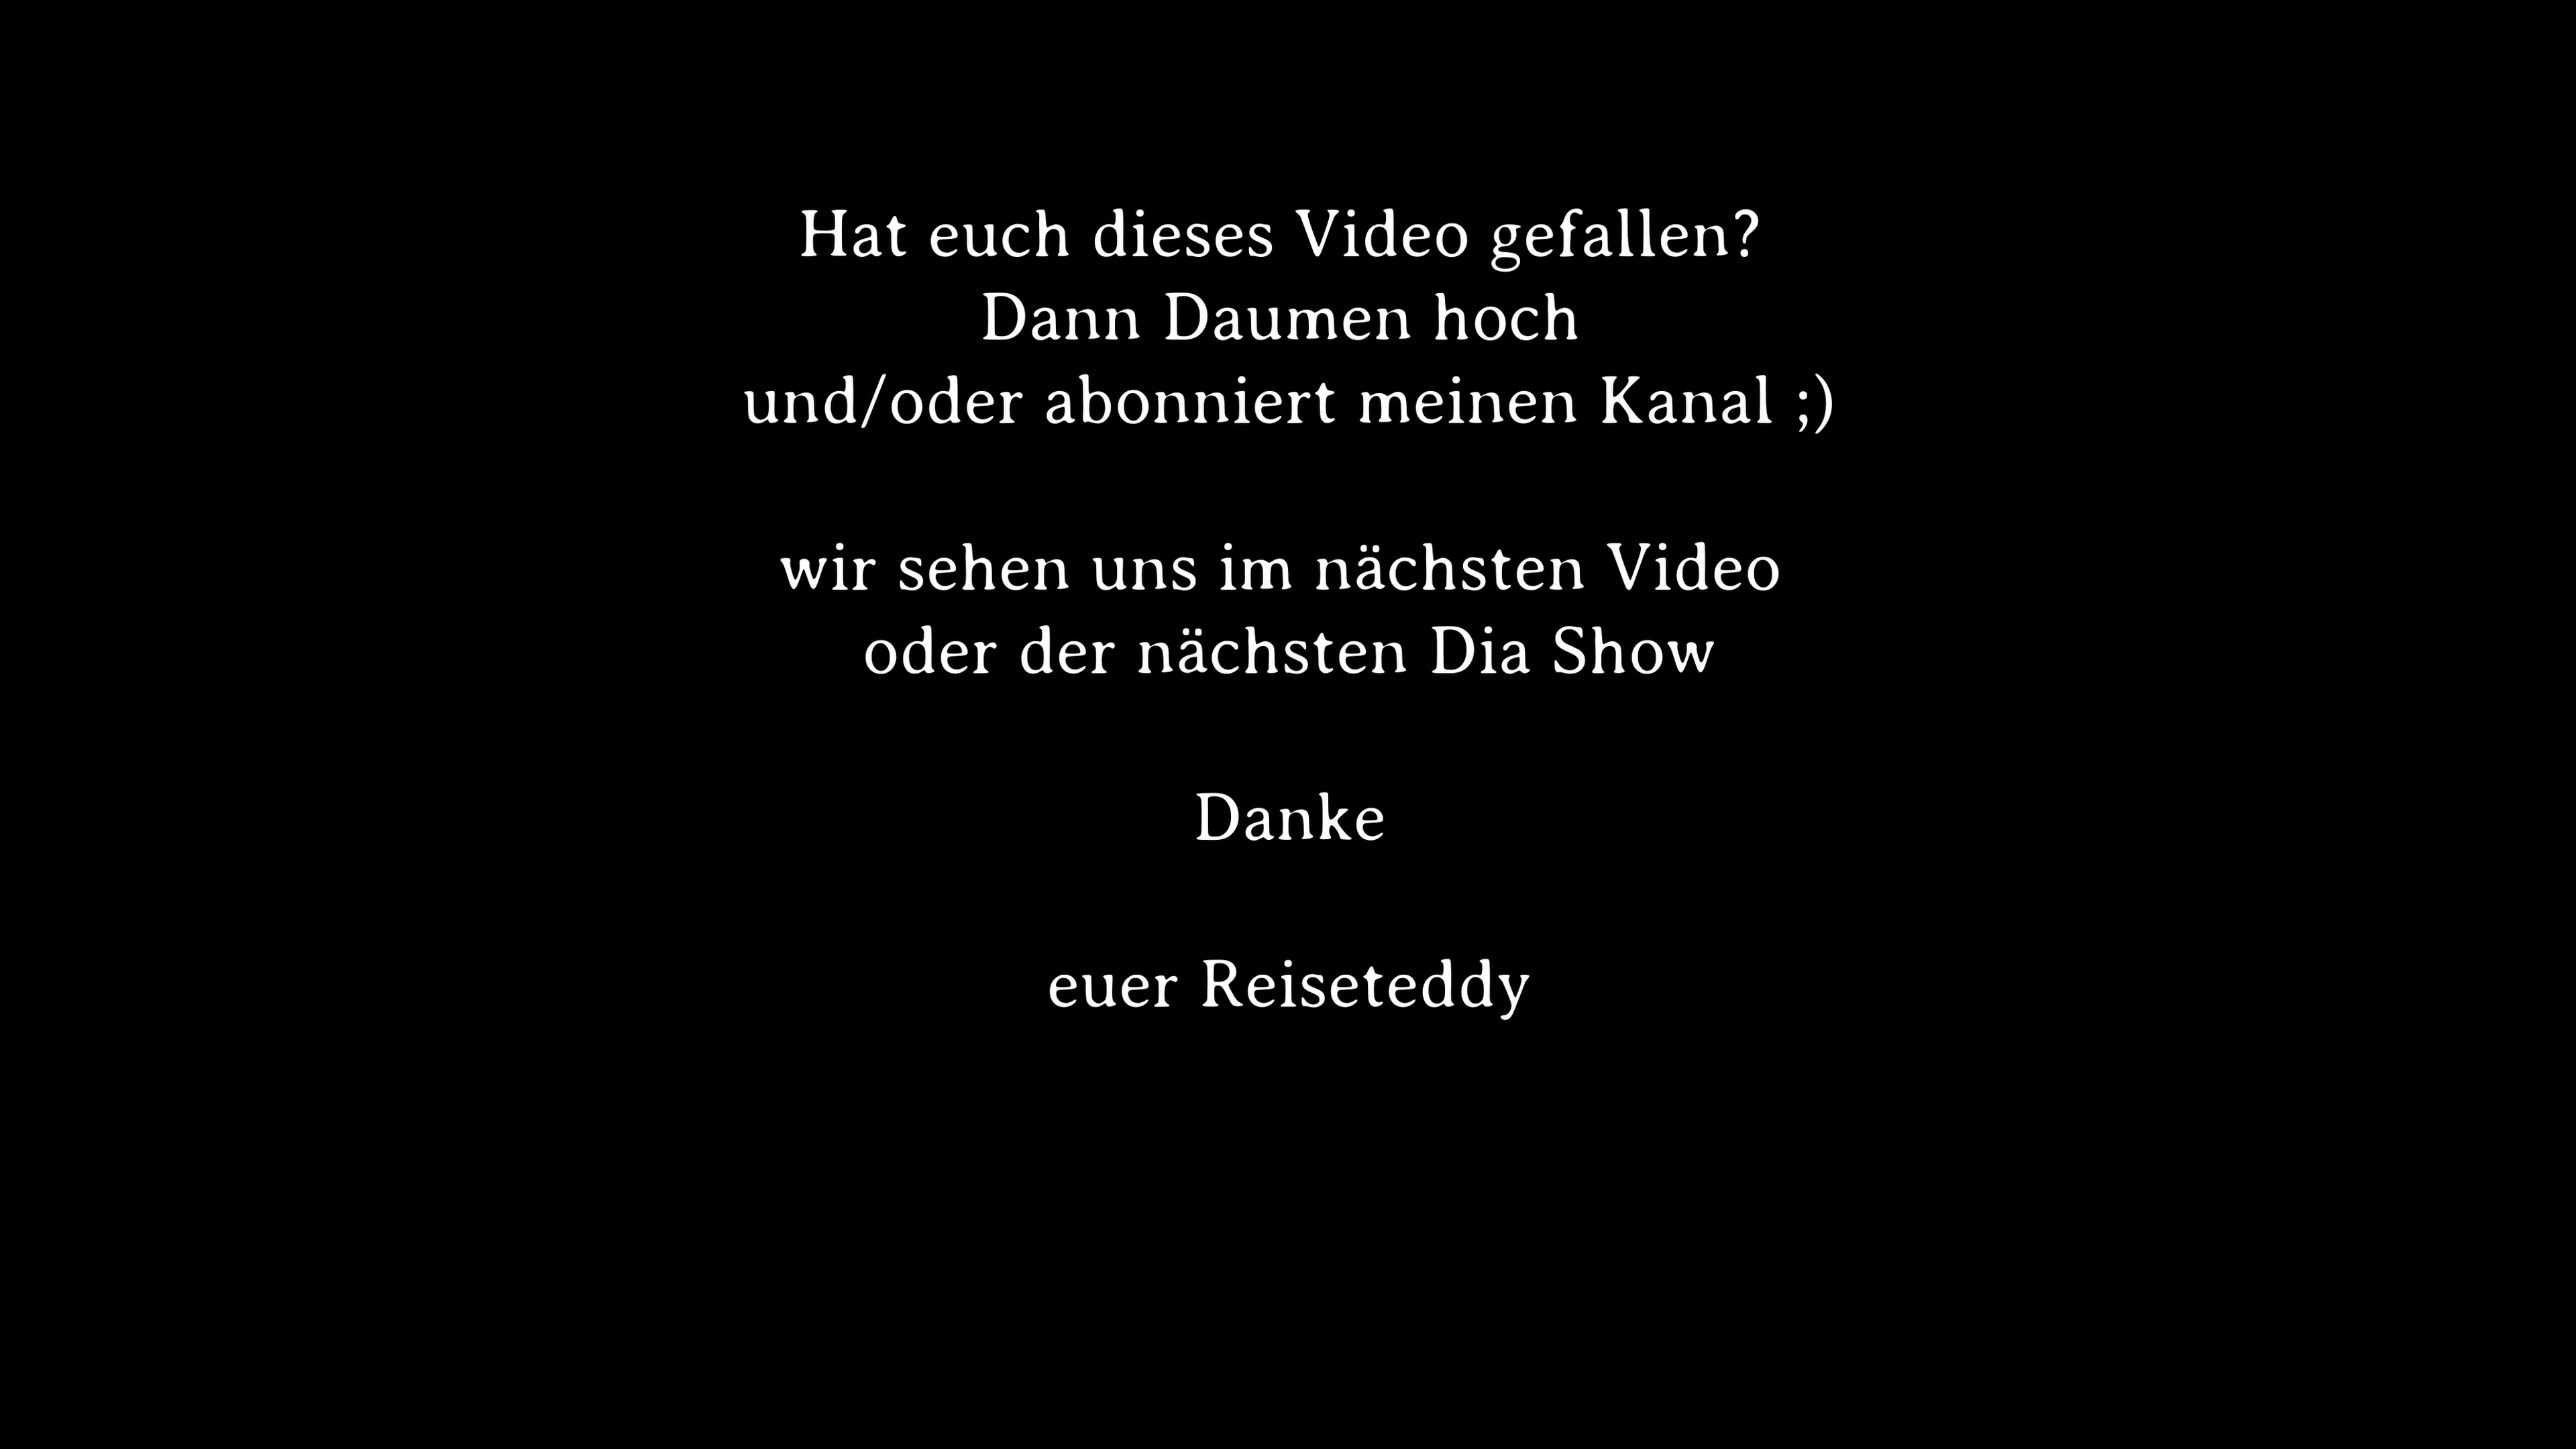 Hat euch dieses Video gefallen?
Dann Daumen hoch
und/oder abonniert meinen Kanal ;)
wir sehen uns im nächsten Video
oder der nächsten Dia Show
Danke
euer Reiseteddy